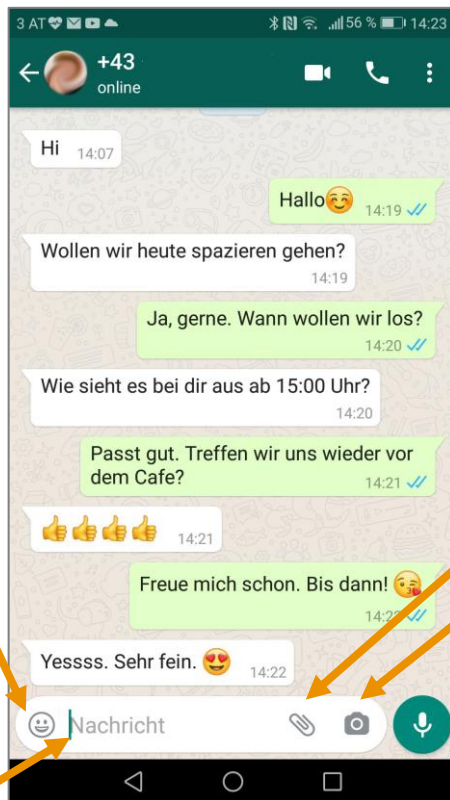 3 AT 56 % 14:23
+43
online
Hi 14:07
Hallo☺️ 14:19
Wollen wir heute spazieren gehen?
14:19
Ja, gerne. Wann wollen wir los?
14:20
Wie sieht es bei dir aus ab 15:00 Uhr?
14:20
Passt gut. Treffen wir uns wieder vor
dem Cafe? 14:21
👍👍👍👍 14:21
Freue mich schon. Bis dann! 😘
14:22
Yessss. Sehr fein. 😍 14:22
Nachricht